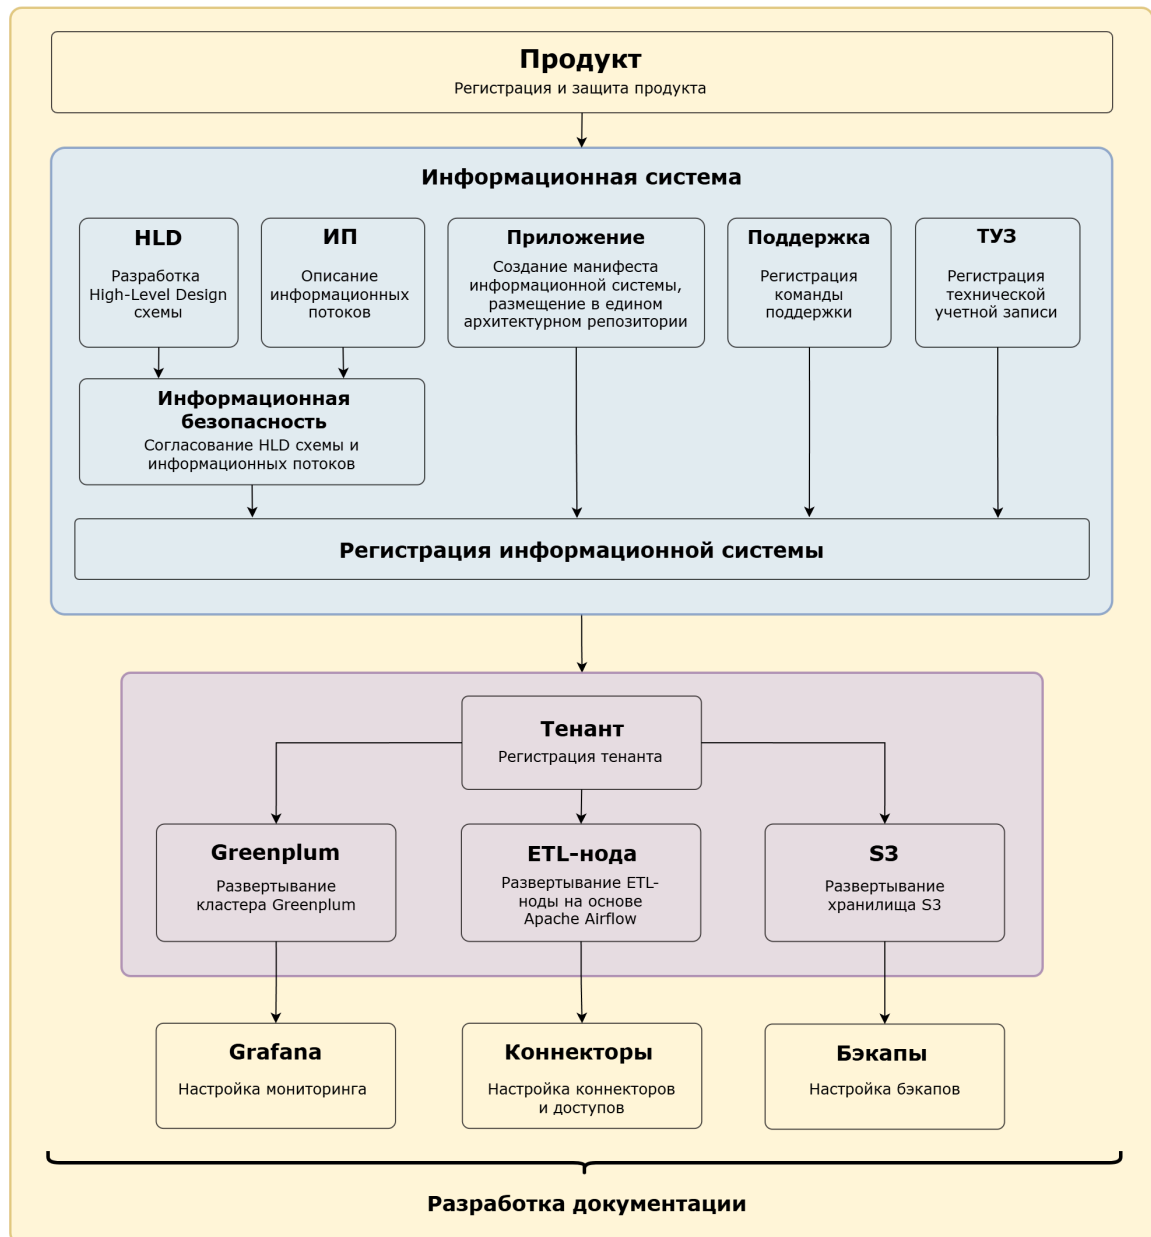 Продукт
Регистрация и защита продукта
Информационная система
HLD
Разработка
High-Level Design
схемы
ИП
Описание
информационных
потоков
Приложение
Создание манифеста
информационной системы,
размещение в едином
архитектурном репозитории
Поддержка
Регистрация
команды
поддержки
ТУЗ
Регистрация
технической
учетной записи
Информационная
безопасность
Согласование HLD схемы и
информационных потоков
Регистрация информационной системы
Тенант
Регистрация тенанта
Greenplum
Развертывание
кластера Greenplum
ETL-нода
Развертывание ETL-
ноды на основе
Apache Airflow
S3
Развертывание
хранилища S3
Grafana
Настройка мониторинга
Коннекторы
Настройка коннекторов
и доступов
Бэкапы
Настройка бэкапов
Разработка документации